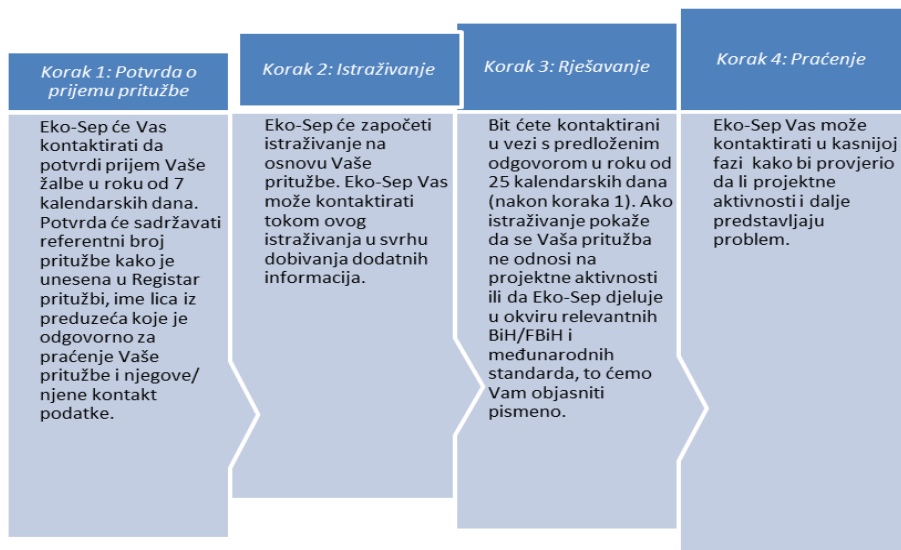 Korak 1: Potvrda o
prijemu pritužbe
Eko-Sep će Vas
kontaktirati da
potvrdi prijem Vaše
žalbe u roku od 7
kalendarskih dana.
Potvrda će sadržavati
referentni broj
pritužbe kako je
unesena u Registar
pritužbi, ime lica iz
preduzeća koje je
odgovorno za
praćenje Vaše
pritužbe i njegove/
njene kontakt
podatke.
Korak 2: Istraživanje
Eko-Sep će započeti
istraživanje na
osnovu Vaše
pritužbe. Eko-Sep Vas
može kontaktirati
tokom ovog
istraživanja u svrhu
dobivanja dodatnih
informacija.
Korak 3: Rješavanje
Bit ćete kontaktirani
u vezi s predloženim
odgovorom u roku od
25 kalendarskih dana
(nakon koraka 1). Ako
istraživanje pokaže
da se Vaša pritužba
ne odnosi na
projektne aktivnosti
ili da Eko-Sep djeluje
u okviru relevantnih
BiH/FBiH i
međunarodnih
standarda, to ćemo
Vam objasniti
pismeno.
Korak 4: Praćenje
Eko-Sep Vas može
kontaktirati u kasnijoj
fazi kako bi provjerio
da li projektne
aktivnosti i dalje
predstavljaju
problem.